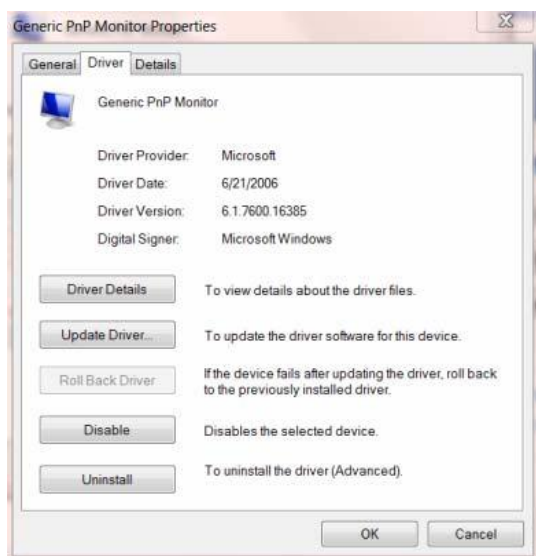 Generic PnP Monitor Properties
General Driver Details
Generic PnP Monitor
Driver Provider: Microsoft
Driver Date: 6/21/2006
Driver Version: 6.1.7600.16385
Digital Signer: Microsoft Windows
Driver Details To view details about the driver files.
Update Driver... To update the driver software for this device.
Roll Back Driver If the device fails after updating the driver, roll back
to the previously installed driver.
Disable Disables the selected device.
Uninstall To uninstall the driver (Advanced).
OK Cancel